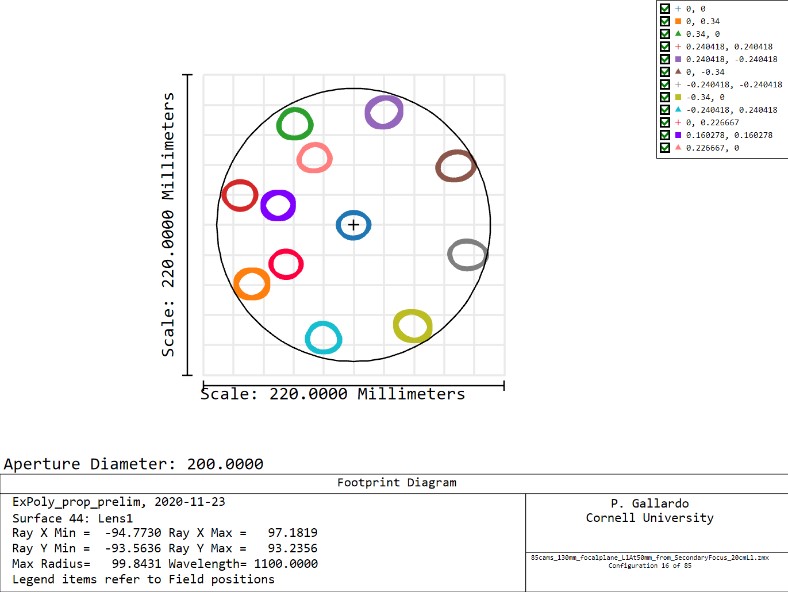 0, 0
0, 0.34
0.34, 0
0.240418, 0.240418
0.240418, -0.240418
0, -0.34
-0.240418, -0.240418
-0.34, 0
-0.240418, 0.240418
0, 0.226667
0.160278, 0.160278
0.226667, 0
Scale: 220.0000 Millimeters
Scale: 220.0000 Millimeters
Aperture Diameter: 200.0000
Footprint Diagram
ExPoly_prop_prelim, 2020-11-23
Surface 44: Lens1
Ray X Min = -94.7730 Ray X Max = 97.1819
Ray Y Min = -93.5636 Ray Y Max = 93.2356
Max Radius= 99.8431 Wavelength= 1100.0000
Legend items refer to Field positions
P. Gallardo
Cornell University
85cams_130mm_focalplane_L1At50mm_from_SecondaryFocus_20cmL1.zmx
Configuration 16 of 85